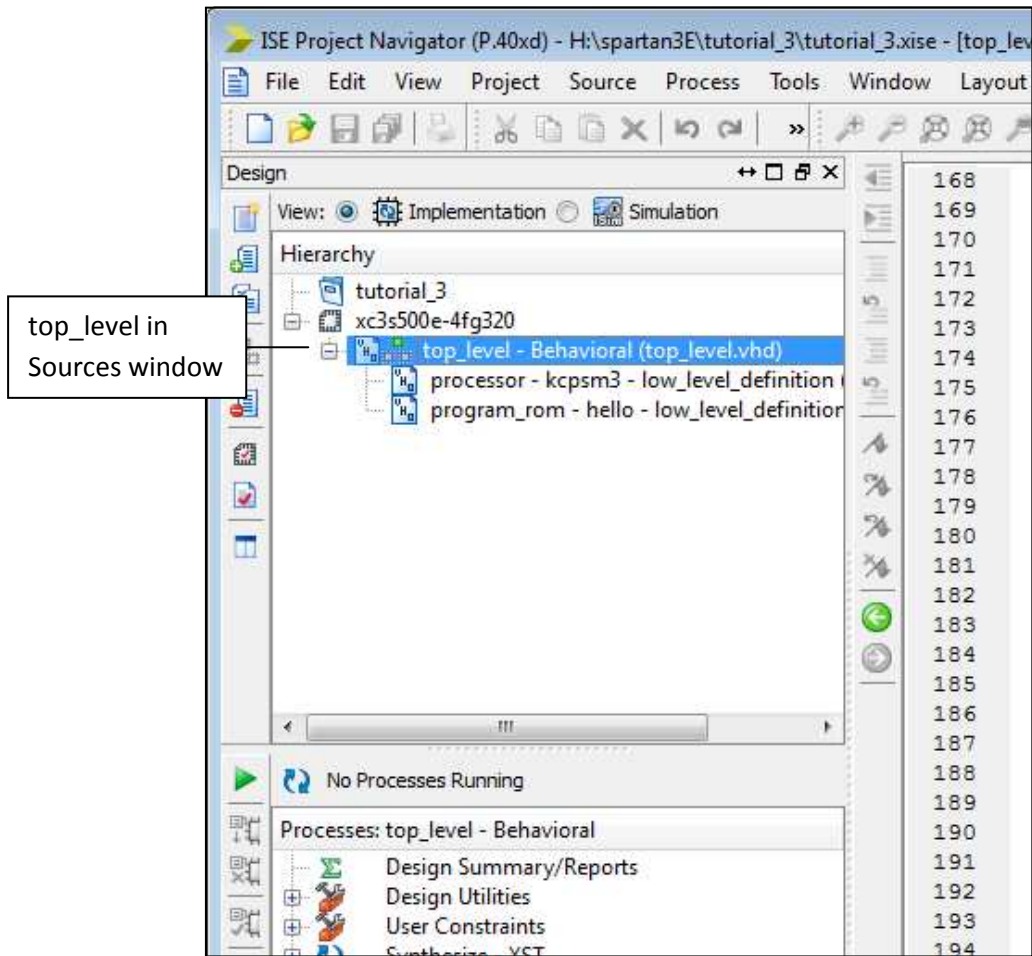 ISE Project Navigator (P.40xd) - H:\spartan3E\tutorial_3\tutorial_3.xise - [top_lev
File Edit View Project Source Process Tools Window Layout
»
Design
View: Implementation Simulation
Hierarchy
tutorial_3
xc3s500e-4fg320
top_level - Behavioral (top_level.vhd)
processor - kcpsm3 - low_level_definition (
program_rom - hello - low_level_definition
top_level in
Sources window
No Processes Running
Processes: top_level - Behavioral
Design Summary/Reports
Design Utilities
User Constraints
Synthesize - XST
168
169
170
171
172
173
174
175
176
177
178
179
180
181
182
183
184
185
186
187
188
189
190
191
192
193
194